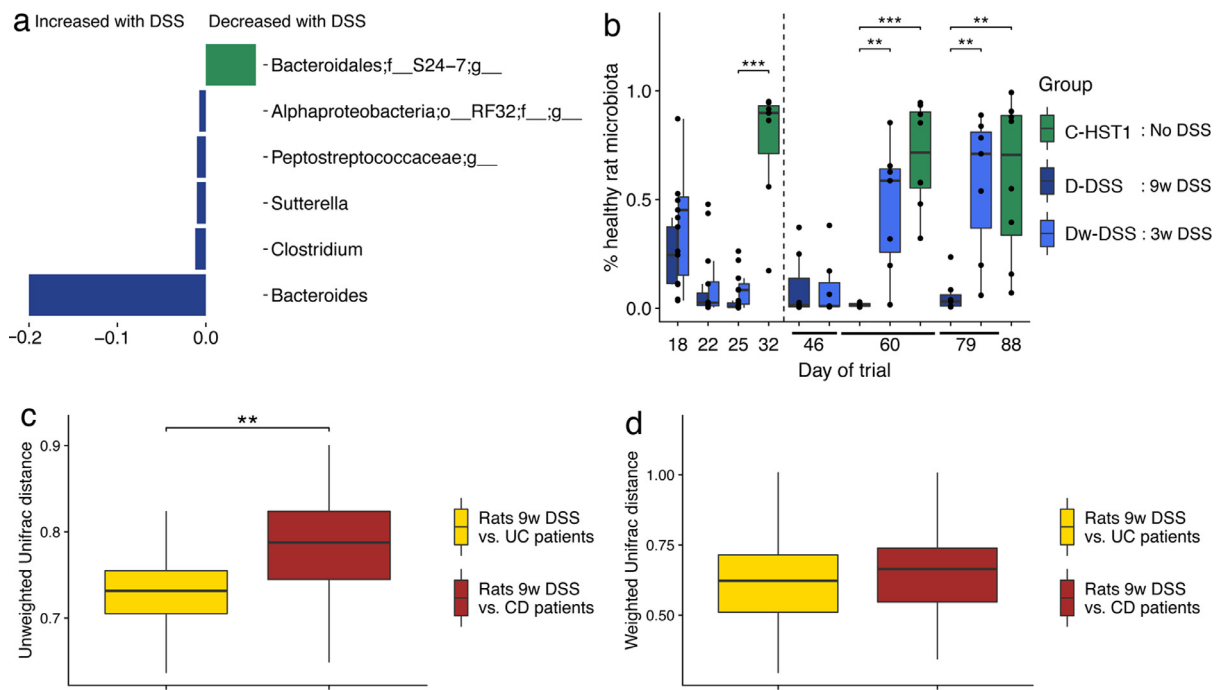 a
Increased with DSS Decreased with DSS
Bacteroidales;f__S24−7;g__
Alphaproteobacteria;o__RF32;f__;g__
Peptostreptococcaceae;g__
Sutterella
Clostridium
Bacteroides
−0.2 −0.1 0.0
b
% healthy rat microbiota
1.0
0.5
0.0
*** *** ** ** **
18 22 25 32 46 60 79 88
Day of trial
Group
C-HST1 : No DSS
D-DSS : 9w DSS
Dw-DSS : 3w DSS
c
Unweighted Unifrac distance
0.9
0.8
0.7
**
Rats 9w DSS
vs. UC patients
Rats 9w DSS
vs. CD patients
d
Weighted Unifrac distance
1.00
0.75
0.50
Rats 9w DSS
vs. UC patients
Rats 9w DSS
vs. CD patients